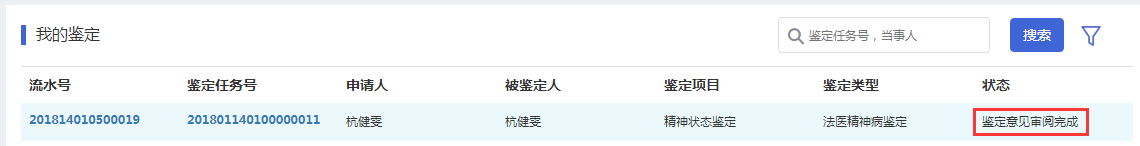 我的鉴定
鉴定任务号，当事人 搜索
流水号 鉴定任务号 申请人 被鉴定人 鉴定项目 鉴定类型 状态
201814010500019 201801140100000011 杭健雯 杭健雯 精神状态鉴定 法医精神病鉴定 鉴定意见审阅完成